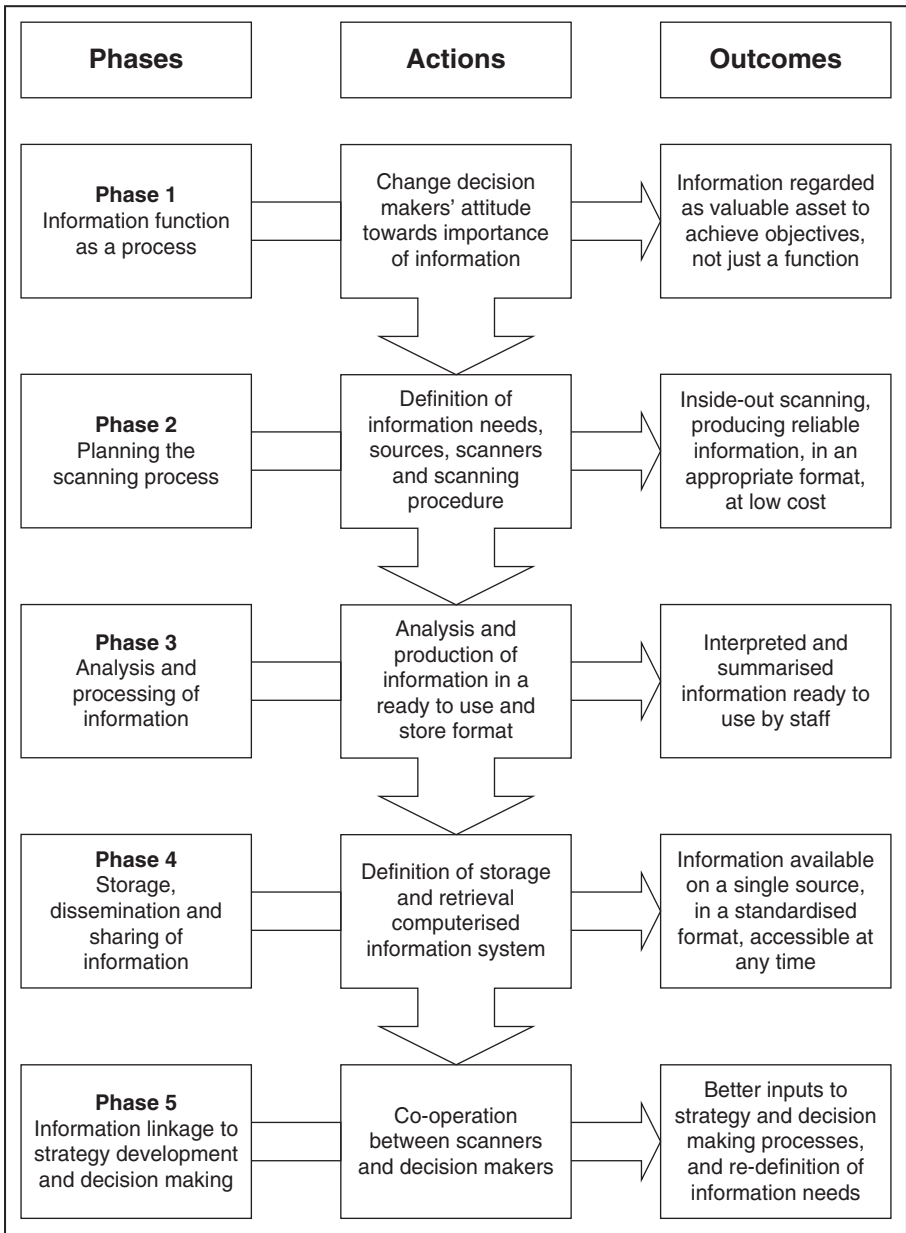 Phases
Actions
Outcomes
Phase 1
Information function
as a process
Change decision
makers' attitude
towards importance
of information
Information regarded
as valuable asset to
achieve objectives,
not just a function
Phase 2
Planning the
scanning process
Definition of
information needs,
sources, scanners
and scanning
procedure
Inside-out scanning,
producing reliable
information, in an
appropriate format,
at low cost
Phase 3
Analysis and
processing of
information
Analysis and
production of
information in a
ready to use and
store format
Interpreted and
summarised
information ready to
use by staff
Phase 4
Storage,
dissemination and
sharing of
information
Definition of storage
and retrieval
computerised
information system
Information available
on a single source,
in a standardised
format, accessible at
any time
Phase 5
Information linkage to
strategy development
and decision making
Co-operation
between scanners
and decision makers
Better inputs to
strategy and decision
making processes,
and re-definition of
information needs